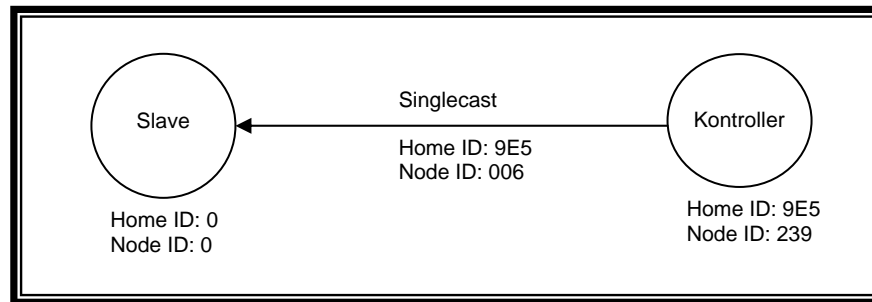 Slave
Singlecast
Kontroller
Home ID: 9E5
Node ID: 006
Home ID: 0
Node ID: 0
Home ID: 9E5
Node ID: 239